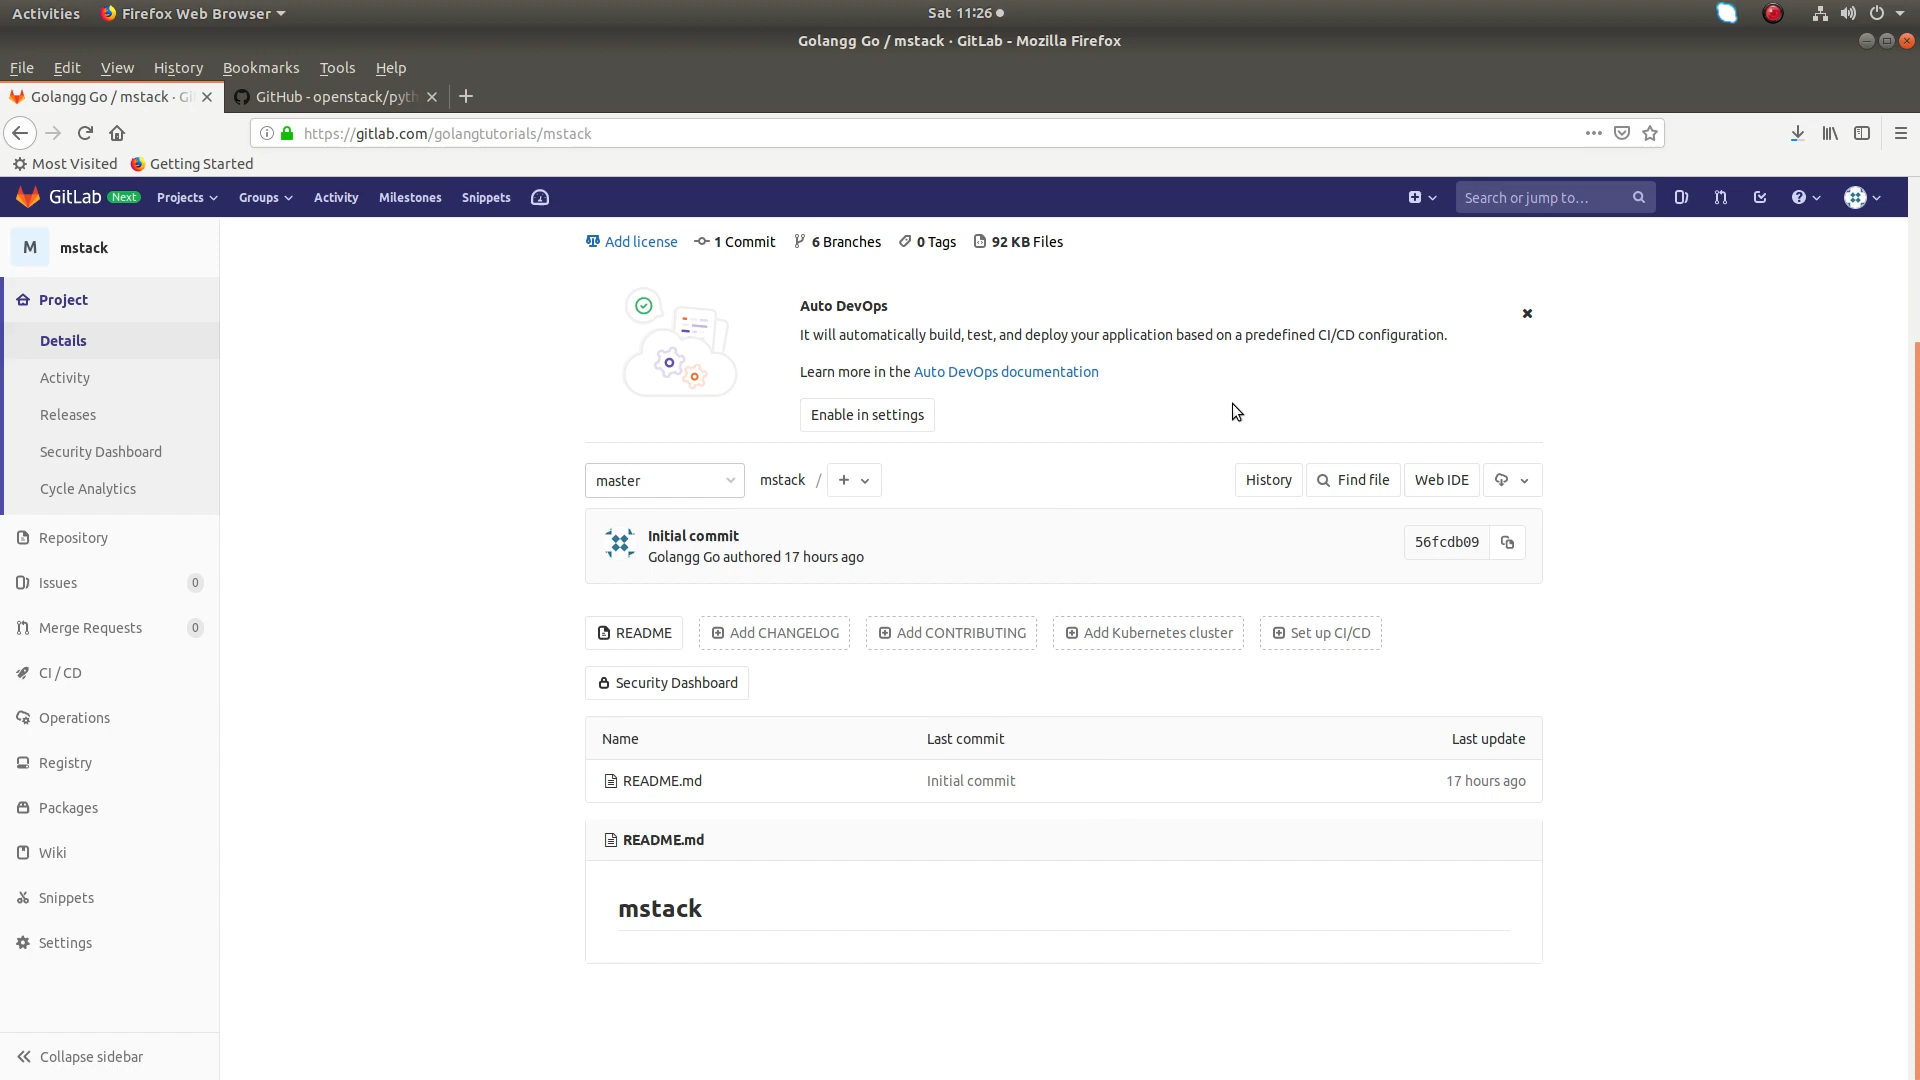 Activities Firefox Web Browser Sat 11:26
Golangg Go / mstack · GitLab - Mozilla Firefox
File Edit View History Bookmarks Tools Help
Golangg Go / mstack · Gi GitHub - openstack/pyth
https://gitlab.com/golangtutorials/mstack
Most Visited Getting Started
GitLab Next Projects Groups Activity Milestones Snippets Search or jump to…
M mstack
Add license 1 Commit 6 Branches 0 Tags 92 KB Files
Project
Details
Activity
Releases
Security Dashboard
Cycle Analytics
Repository
Issues 0
Merge Requests 0
CI / CD
Operations
Registry
Packages
Wiki
Snippets
Settings
Collapse sidebar
Auto DevOps
It will automatically build, test, and deploy your application based on a predefined CI/CD configuration.
Learn more in the Auto DevOps documentation
Enable in settings
master mstack / + History Find file Web IDE
Initial commit
Golangg Go authored 17 hours ago
56fcdb09
README Add CHANGELOG Add CONTRIBUTING Add Kubernetes cluster Set up CI/CD
Security Dashboard
Name Last commit Last update
README.md Initial commit 17 hours ago
README.md
mstack